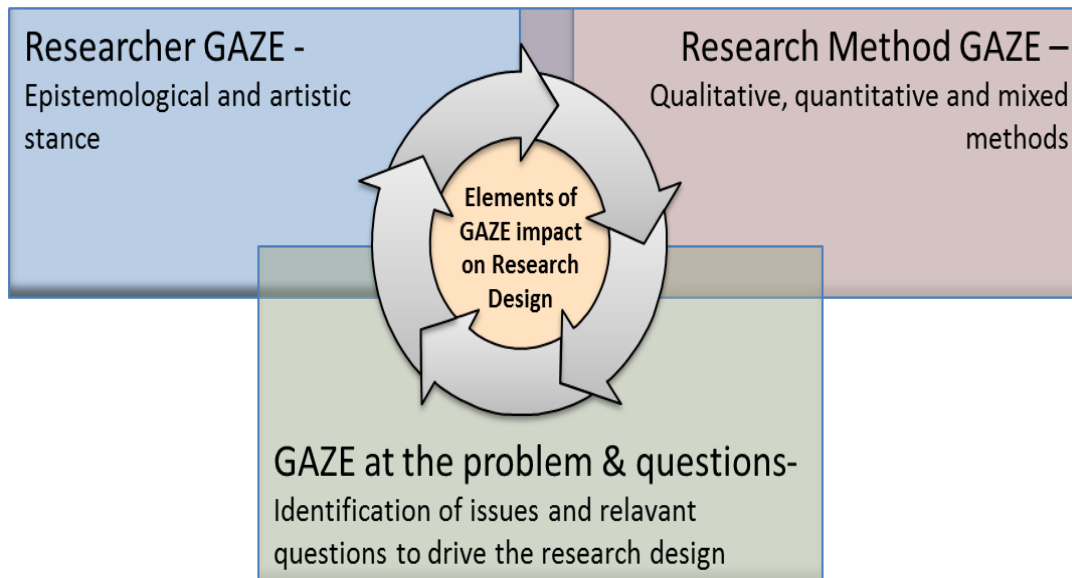 Researcher GAZE -
Epistemological and artistic
stance
Research Method GAZE –
Qualitative, quantitative and mixed
methods
Elements of
GAZE impact
on Research
Design
GAZE at the problem & questions-
Identification of issues and relavant
questions to drive the research design